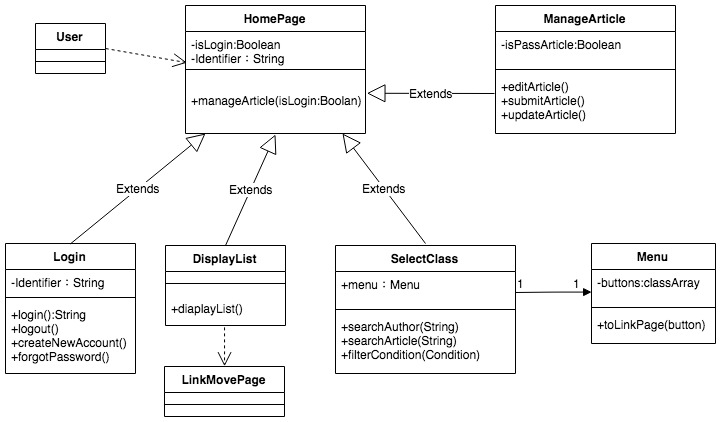 User
HomePage
-isLogin:Boolean
-Identifier：String
+manageArticle(isLogin:Boolan)
ManageArticle
-isPassArticle:Boolean
+editArticle()
+submitArticle()
+updateArticle()
Extends
Extends
Extends
Extends
Login
-Identifier：String
+login():String
+logout()
+createNewAccount()
+forgotPassword()
DisplayList
+diaplayList()
LinkMovePage
SelectClass
+menu：Menu
+searchAuthor(String)
+searchArticle(String)
+filterCondition(Condition)
1
1
Menu
-buttons:classArray
+toLinkPage(button)